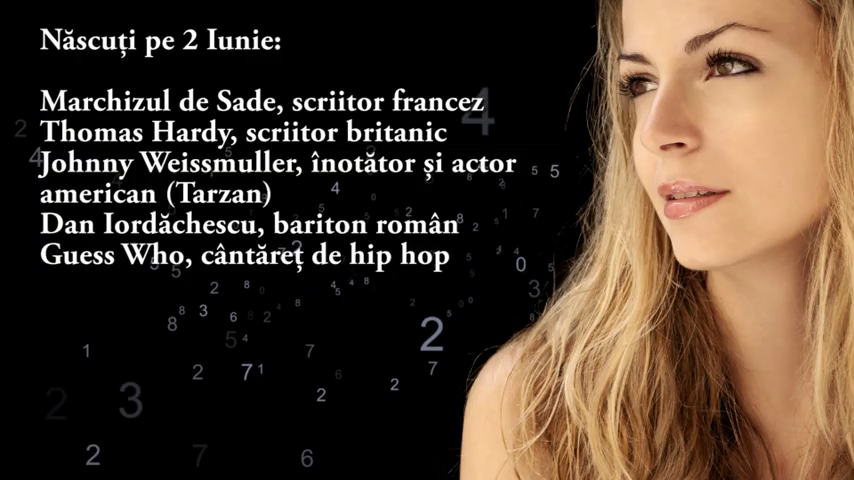 Născuți pe 2 Iunie:
Marchizul de Sade, scriitor francez
Thomas Hardy, scriitor britanic
Johnny Weissmuller, înotător și actor
american (Tarzan)
Dan Iordăchescu, bariton român
Guess Who, cântăreț de hip hop